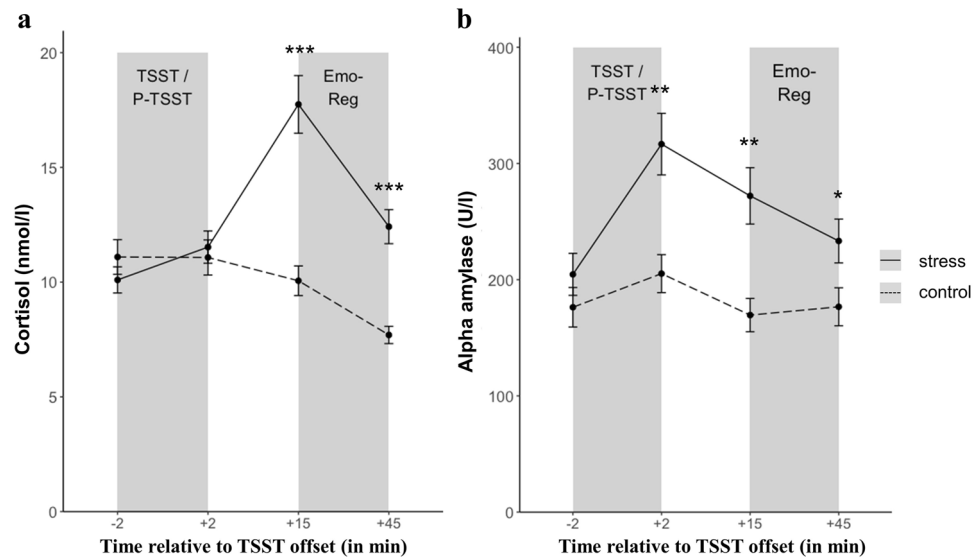 a
20
15
10
5
0
Cortisol (nmol/l)
TSST /
P-TSST
***
Emo-
Reg
***
-2
+2
+15
+45
Time relative to TSST offset (in min)
b
400
300
200
100
0
Alpha amylase (U/l)
TSST /
P-TSST
**
**
Emo-
Reg
*
-2
+2
+15
+45
Time relative to TSST offset (in min)
stress
control